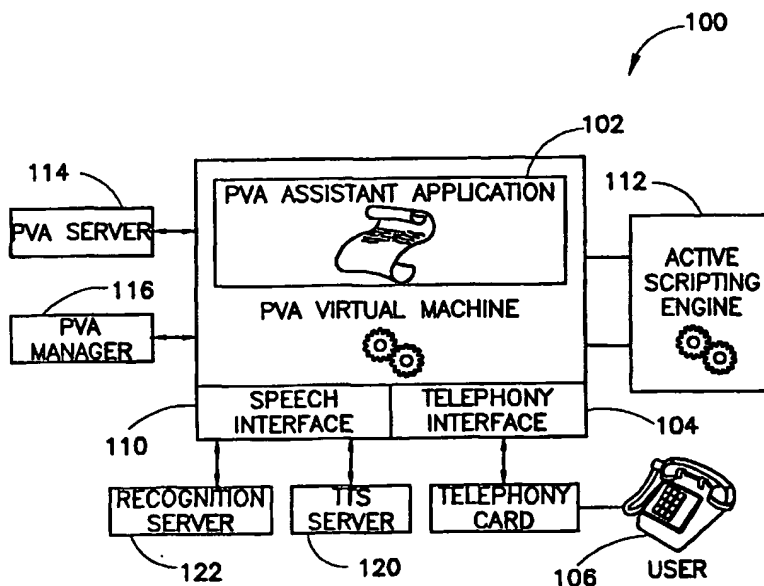 100
102
114
112
PVA ASSISTANT APPLICATION
PVA SERVER
116
PVA
MANAGER
PVA VIRTUAL MACHINE
ACTIVE
SCRIPTING
ENGINE
110
SPEECH
INTERFACE
TELEPHONY
INTERFACE
104
RECOGNITION
SERVER
TTS
SERVER
TELEPHONY
CARD
122
120
106
USER